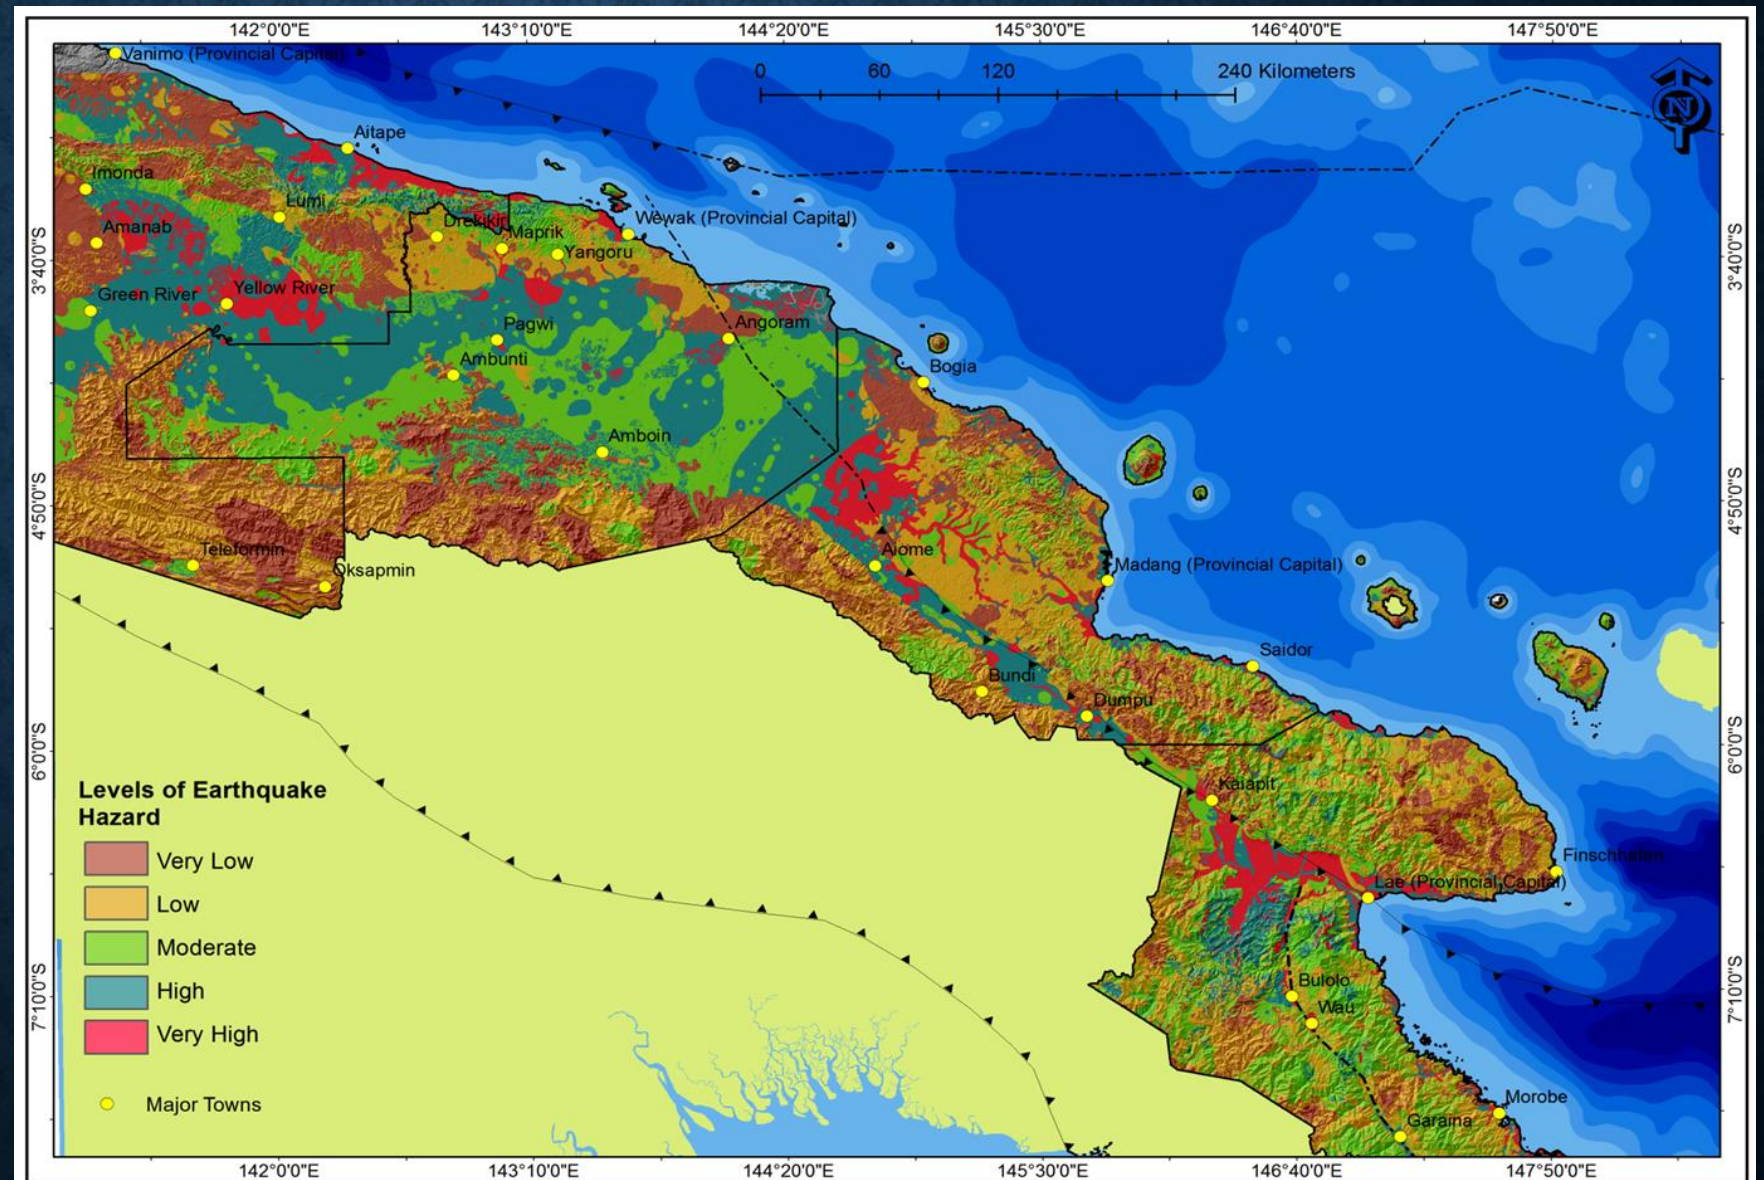 142°0'0"E
143°10'0"E
144°20'0"E
145°30'0"E
146°40'0"E
147°50'0"E
Vanimo (Provincial Capital)
0
60
120
240 Kilometers
N
Aitape
Imonda
Lumi
Amanab
Drekikir
Maprik
Wewak (Provincial Capital)
Yangoru
3°40'0"S
3°40'0"S
Green River
Yellow River
Pagwi
Angoram
Ambunti
Bogia
Amboin
4°50'0"S
4°50'0"S
Teleformin
Oksapmin
Aiome
Madang (Provincial Capital)
Saidor
Bundi
Dumpu
6°0'0"S
6°0'0"S
Kaiapit
Levels of Earthquake
Hazard
Very Low
Low
Moderate
High
Very High
Major Towns
Finschhafen
Lae (Provincial Capital)
7°10'0"S
7°10'0"S
Bulolo
Wau
Morobe
Garaina
142°0'0"E
143°10'0"E
144°20'0"E
145°30'0"E
146°40'0"E
147°50'0"E